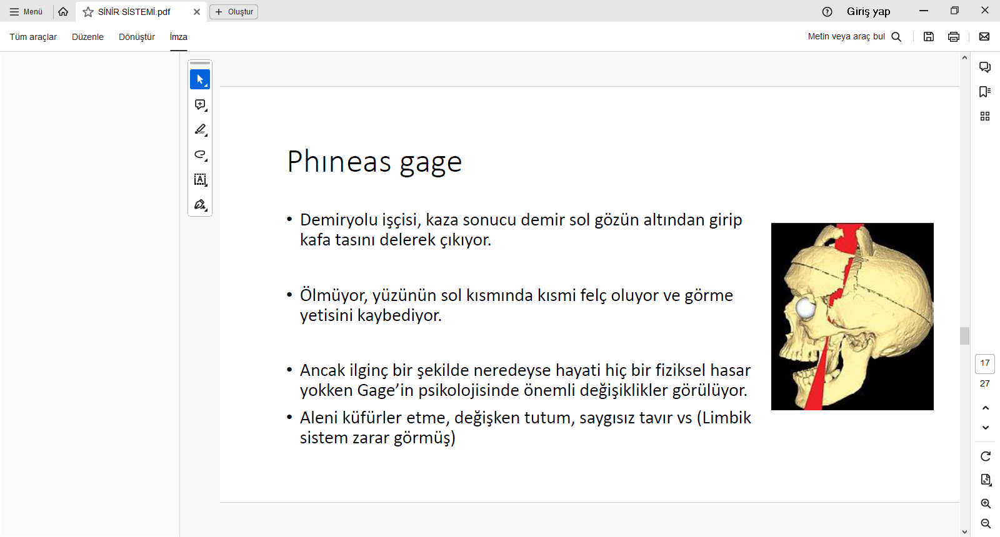 Menü
SİNİR SİSTEMİ.pdf
Oluştur
Giriş yap
Tüm araçlar
Düzenle
Dönüştür
İmza
Metin veya araç bul
Phıneas gage
• Demiryolu işçisi, kaza sonucu demir sol gözün altından girip
kafa tasını delerek çıkıyor.
• Ölmüyor, yüzünün sol kısmında kısmi felç oluyor ve görme
yetisini kaybediyor.
• Ancak ilginç bir şekilde neredeyse hayati hiç bir fiziksel hasar
yokken Gage’in psikolojisinde önemli değişiklikler görülüyor.
• Aleni küfürler etme, değişken tutum, saygısız tavır vs (Limbik
sistem zarar görmüş)
17
27